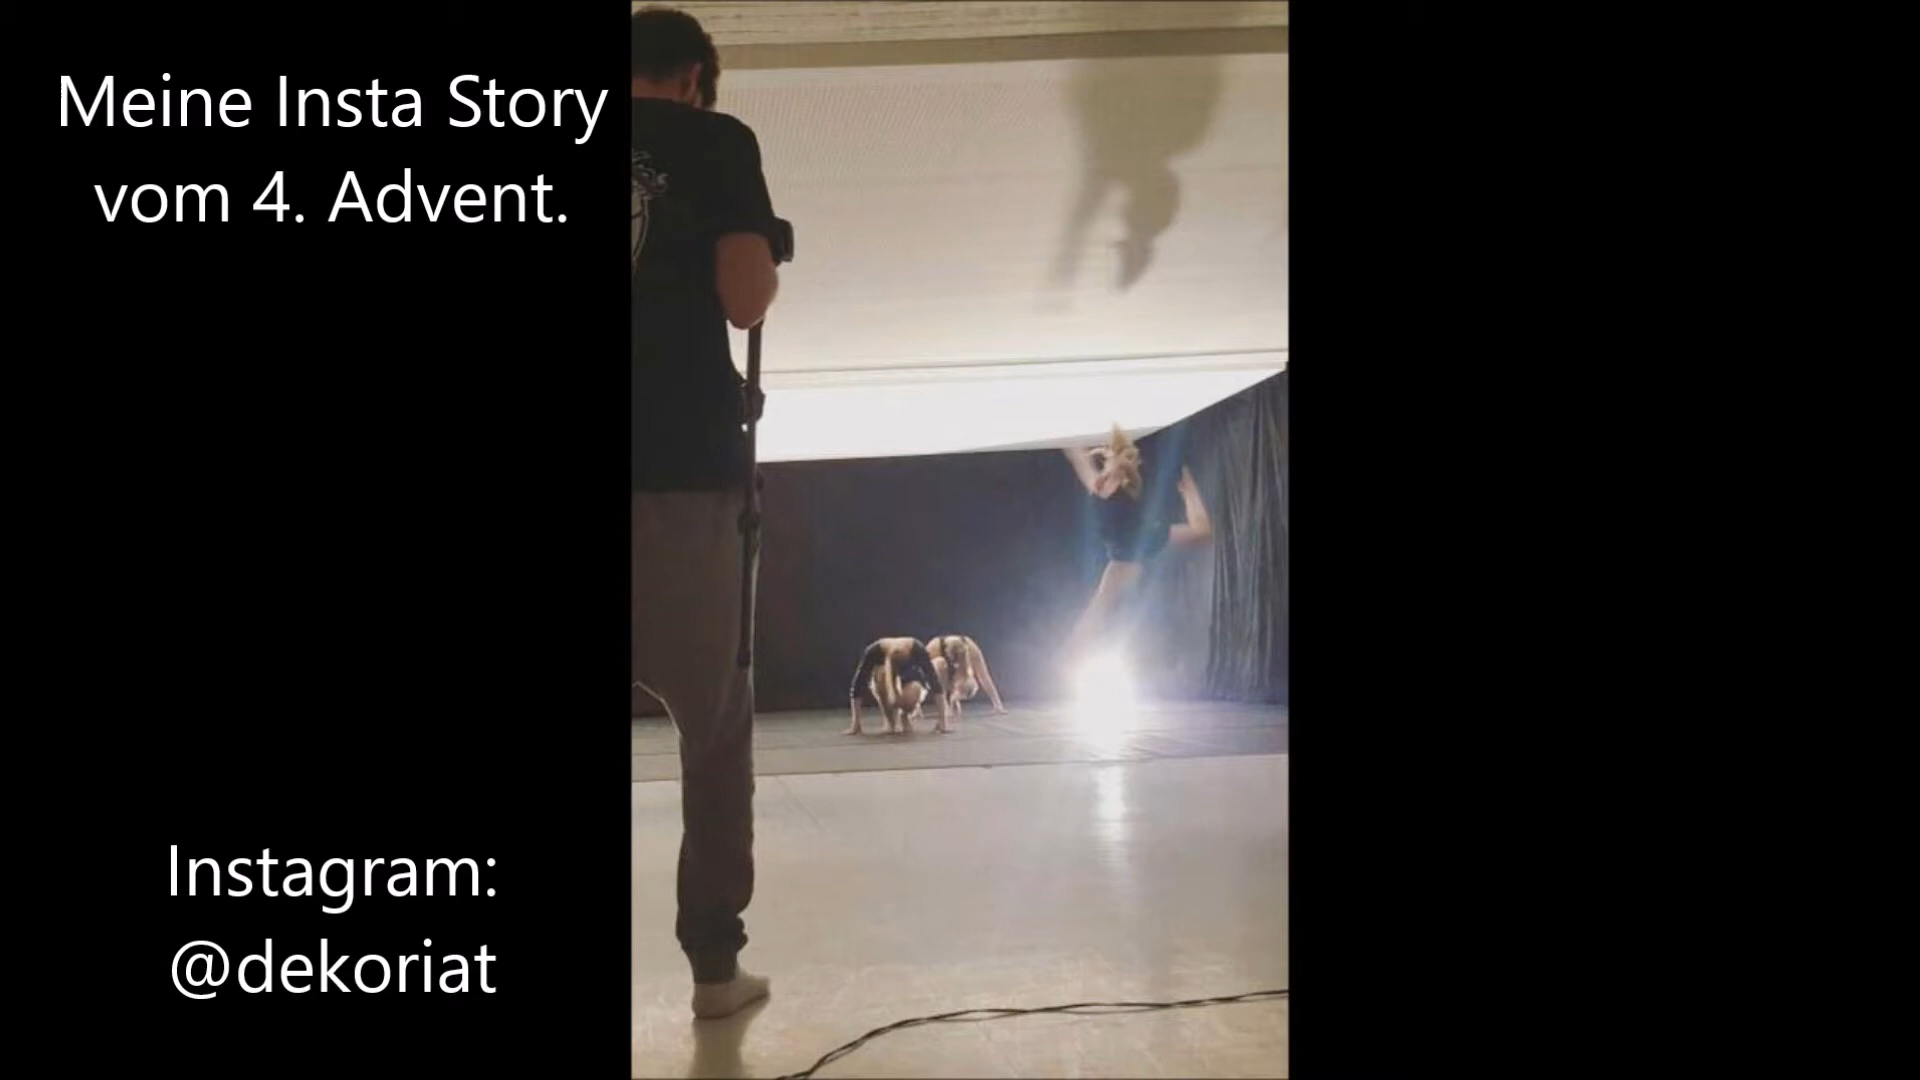 Meine Insta Story
vom 4. Advent.
Instagram:
@dekoriat